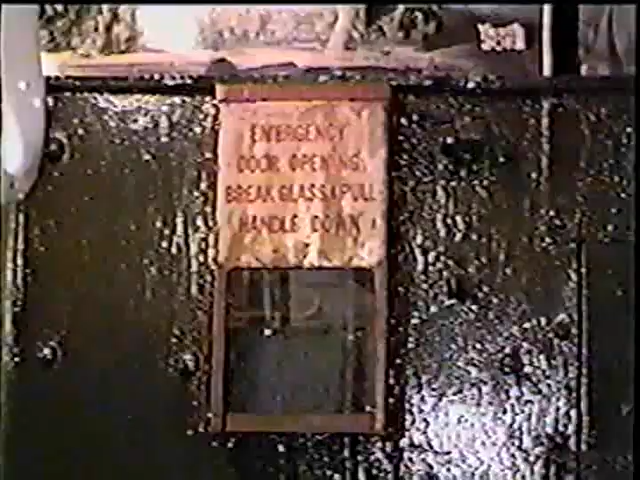 EMERGENCY
DOOR OPENING
BREAK GLASS & PULL
HANDLE DOWN